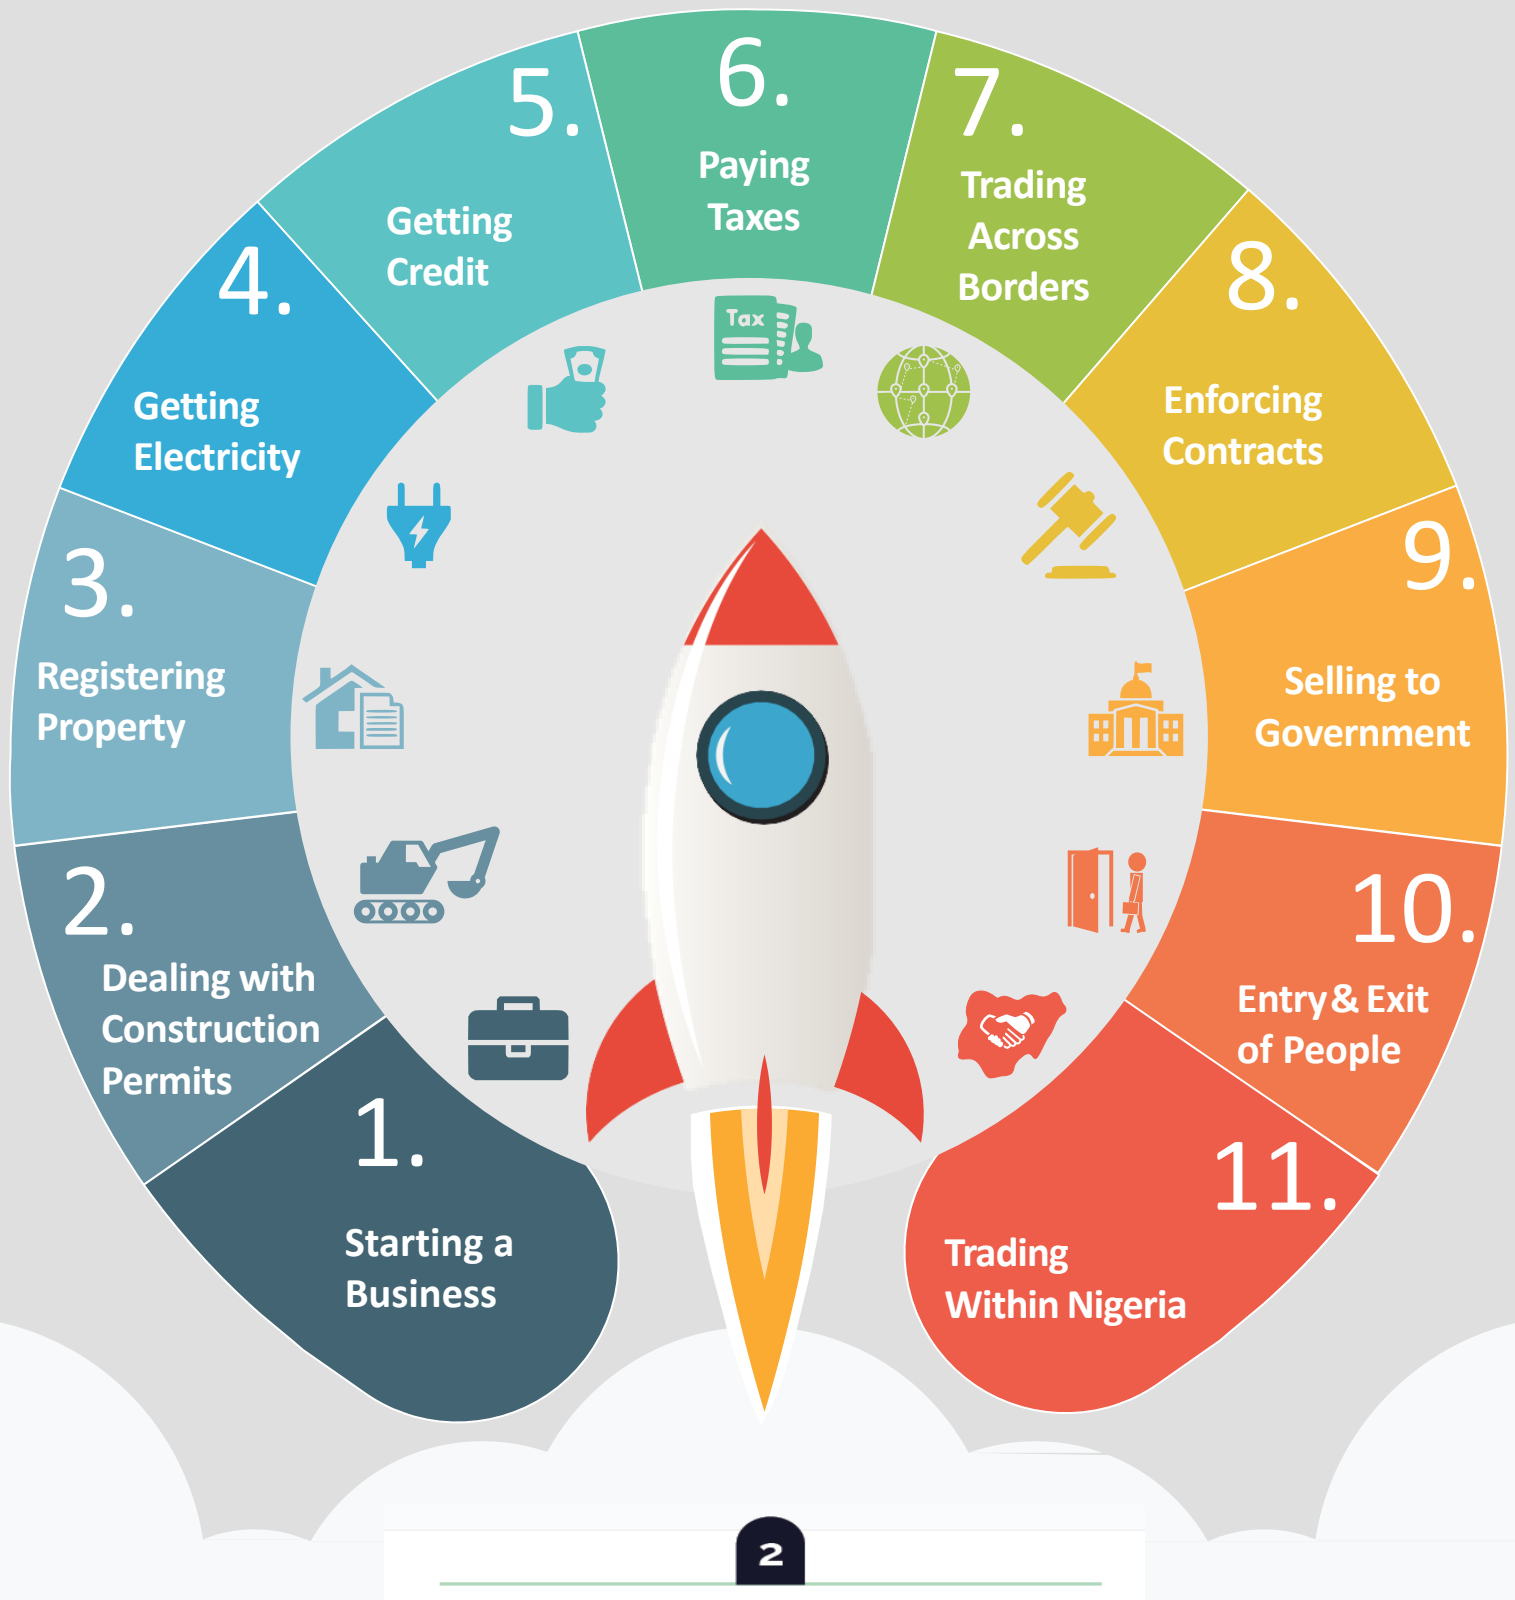 1.
Starting a
Business
2.
Dealing with
Construction
Permits
3.
Registering
Property
4.
Getting
Electricity
5.
Getting
Credit
6.
Paying
Taxes
Tax
7.
Trading
Across
Borders
8.
Enforcing
Contracts
9.
Selling to
Government
10.
Entry & Exit
of People
11.
Trading
Within Nigeria
2